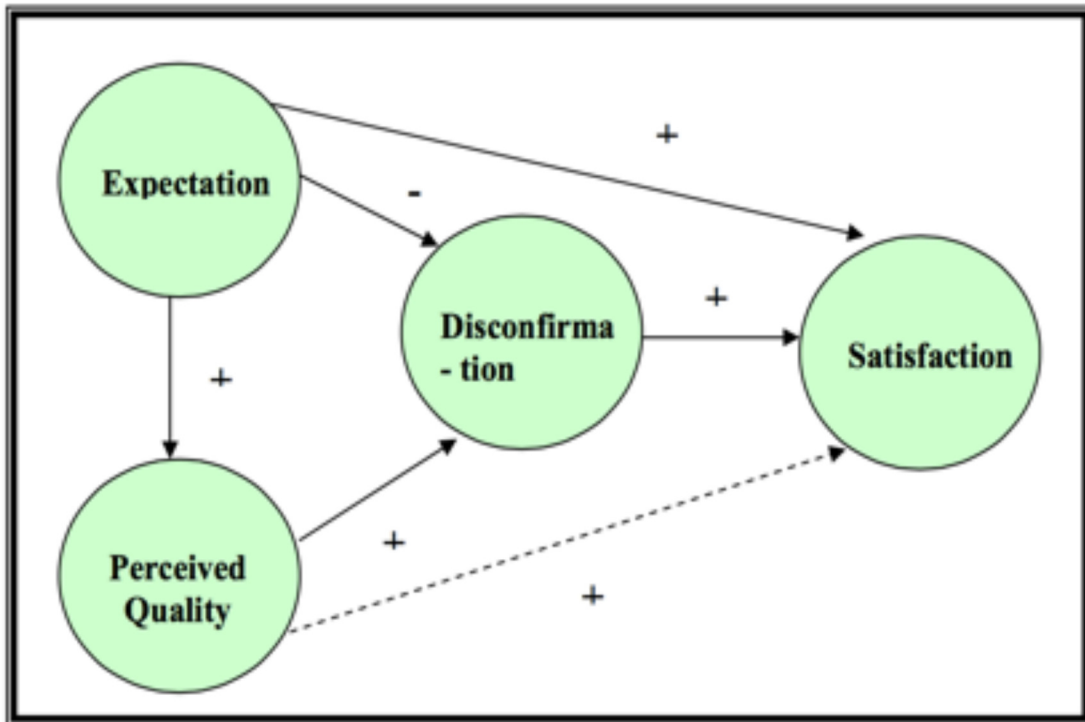 +
Expectation
-
+
Disconfirma
- tion
Satisfaction
+
+
Perceived
Quality
+